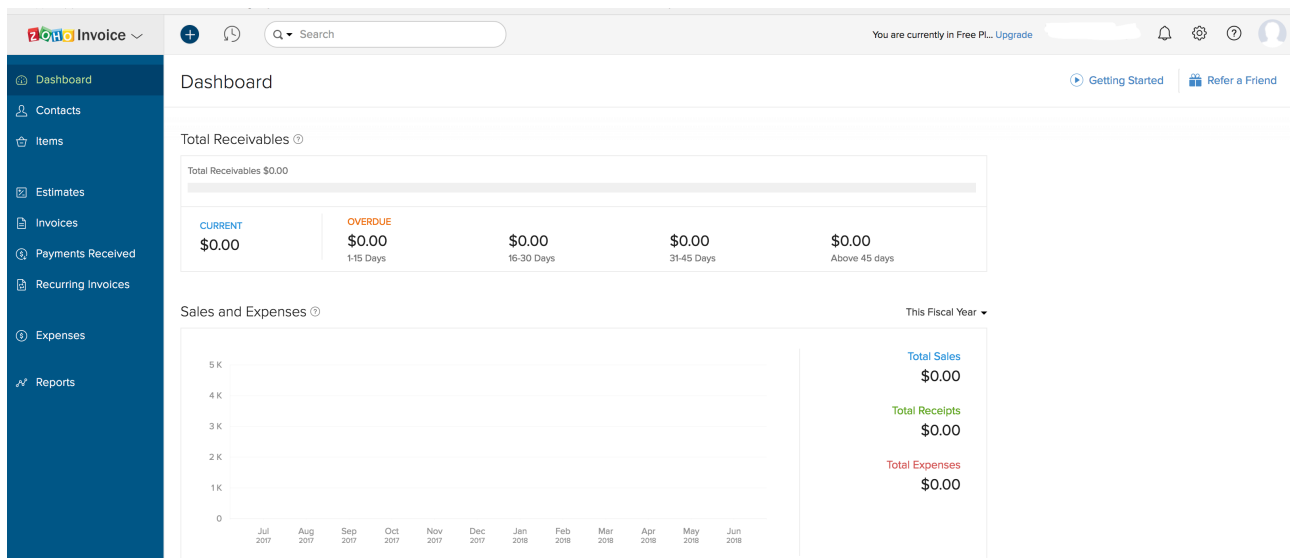 ZOHO Invoice
Search
You are currently in Free Pl... Upgrade
Dashboard
Contacts
Items
Estimates
Invoices
Payments Received
Recurring Invoices
Expenses
Reports
Dashboard
Getting Started
Refer a Friend
Total Receivables
Total Receivables $0.00
CURRENT
$0.00
OVERDUE
$0.00
1-15 Days
$0.00
16-30 Days
$0.00
31-45 Days
$0.00
Above 45 days
Sales and Expenses
This Fiscal Year
5 K
4 K
3 K
2 K
1 K
0
Jul 2017
Aug 2017
Sep 2017
Oct 2017
Nov 2017
Dec 2017
Jan 2018
Feb 2018
Mar 2018
Apr 2018
May 2018
Jun 2018
Total Sales
$0.00
Total Receipts
$0.00
Total Expenses
$0.00